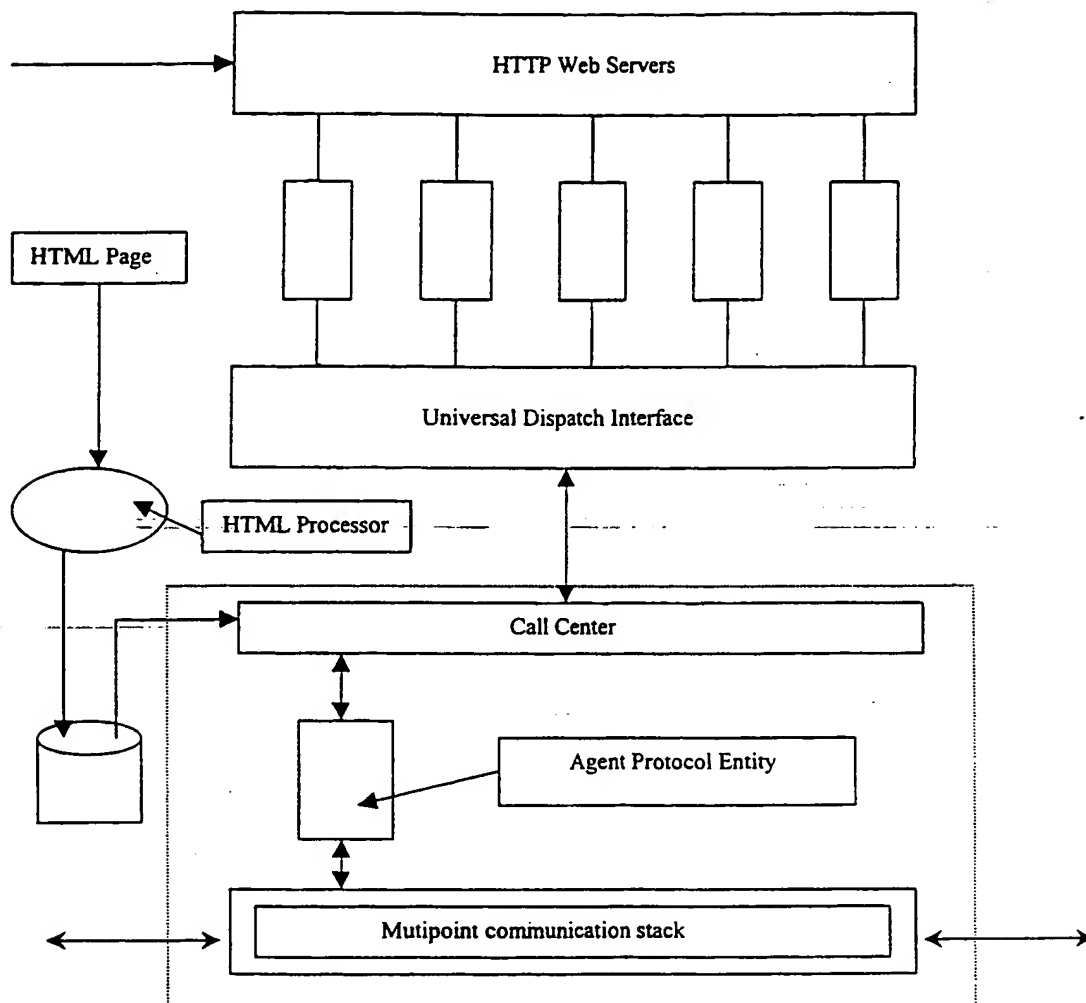 HTTP Web Servers
HTML Page
Universal Dispatch Interface
HTML Processor
Call Center
Agent Protocol Entity
Mutipoint communication stack